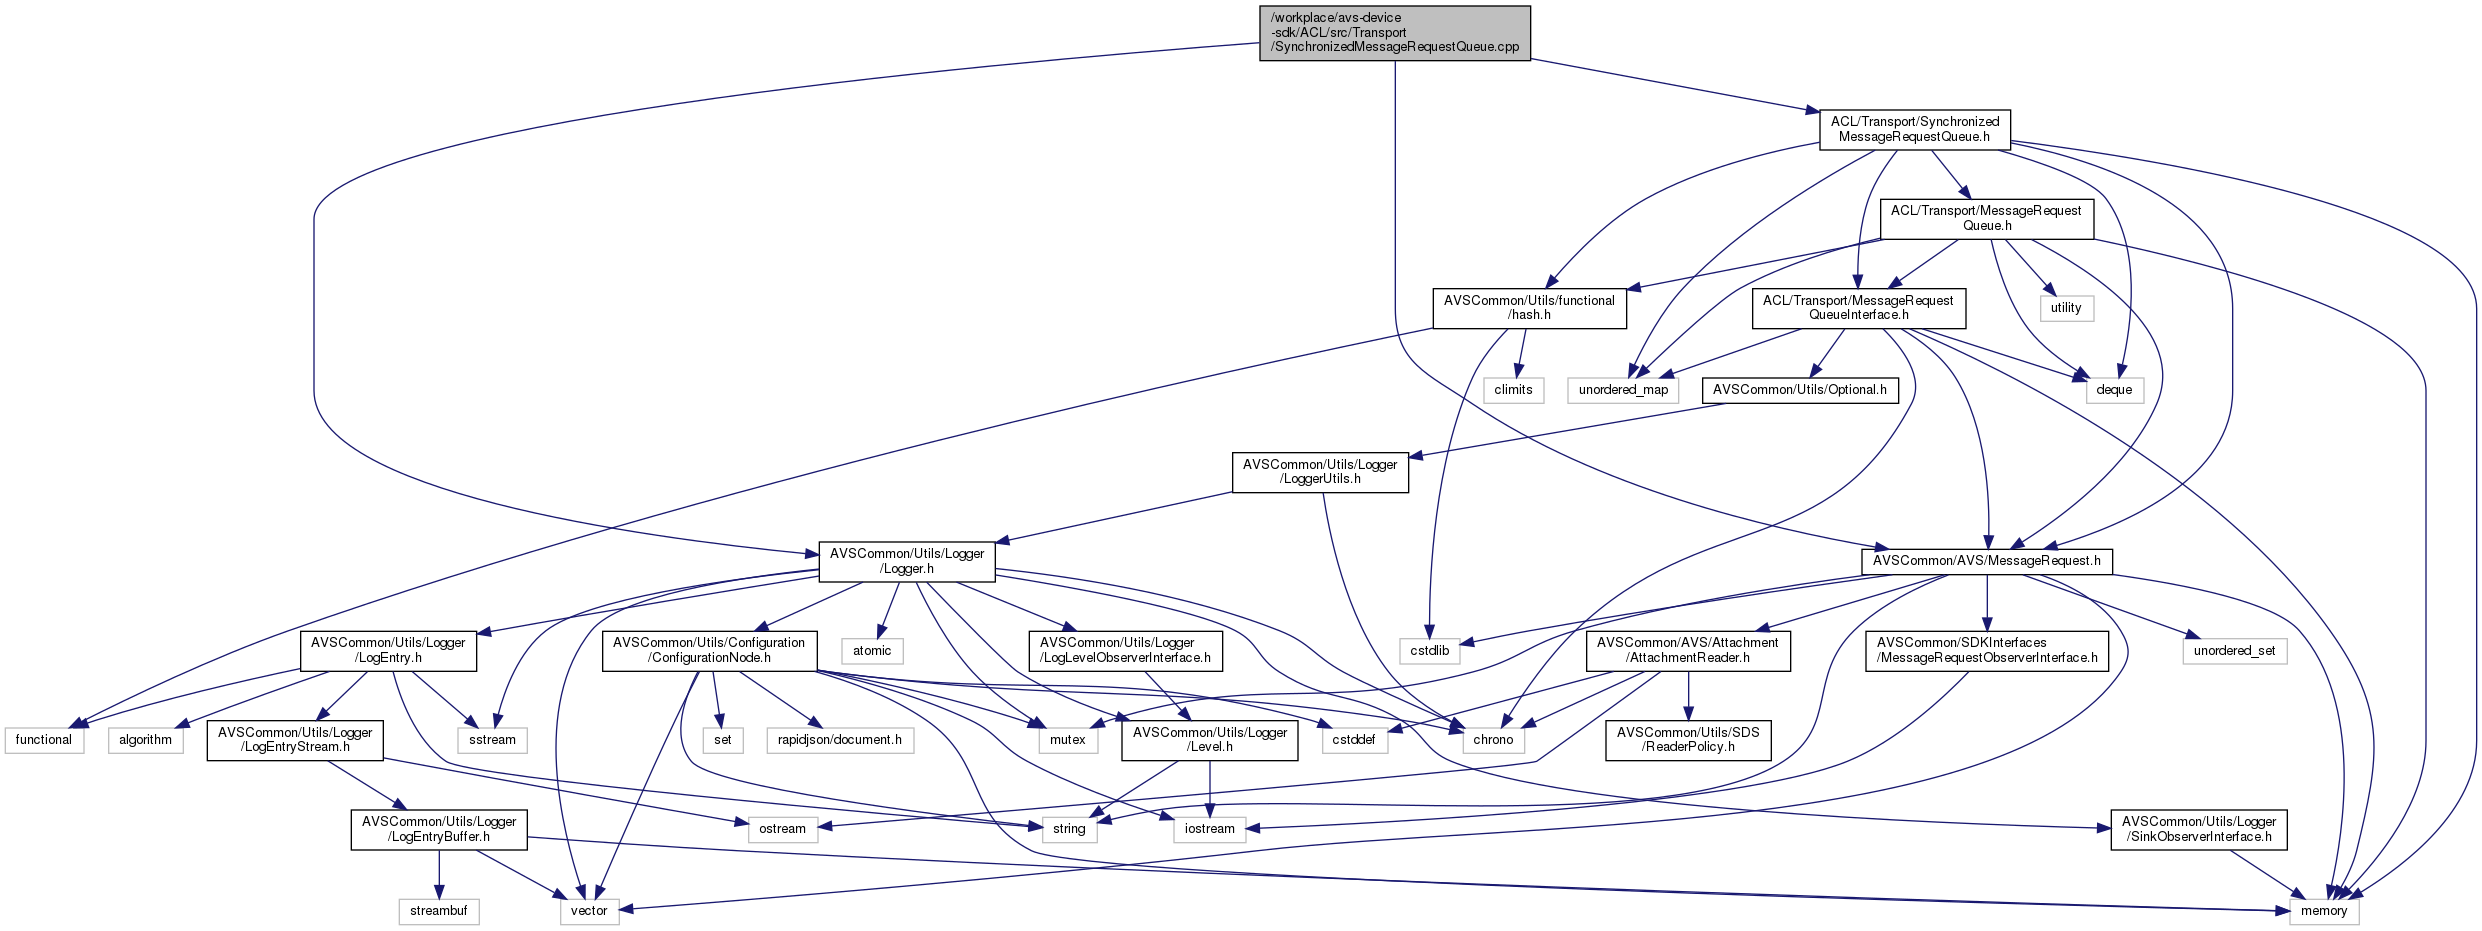 /workplace/avs-device
-sdk/ACL/src/Transport
/SynchronizedMessageRequestQueue.cpp
ACL/Transport/Synchronized
MessageRequestQueue.h
ACL/Transport/MessageRequest
Queue.h
AVSCommon/Utils/functional
/hash.h
ACL/Transport/MessageRequest
QueueInterface.h
utility
climits
unordered_map
AVSCommon/Utils/Optional.h
deque
AVSCommon/Utils/Logger
/LoggerUtils.h
AVSCommon/Utils/Logger
/Logger.h
AVSCommon/AVS/MessageRequest.h
AVSCommon/Utils/Logger
/LogEntry.h
AVSCommon/Utils/Configuration
/ConfigurationNode.h
atomic
AVSCommon/Utils/Logger
/LogLevelObserverInterface.h
cstdlib
AVSCommon/AVS/Attachment
/AttachmentReader.h
AVSCommon/SDKInterfaces
/MessageRequestObserverInterface.h
unordered_set
functional
algorithm
AVSCommon/Utils/Logger
/LogEntryStream.h
sstream
set
rapidjson/document.h
mutex
AVSCommon/Utils/Logger
/Level.h
cstddef
chrono
AVSCommon/Utils/SDS
/ReaderPolicy.h
AVSCommon/Utils/Logger
/LogEntryBuffer.h
ostream
string
iostream
AVSCommon/Utils/Logger
/SinkObserverInterface.h
streambuf
vector
memory